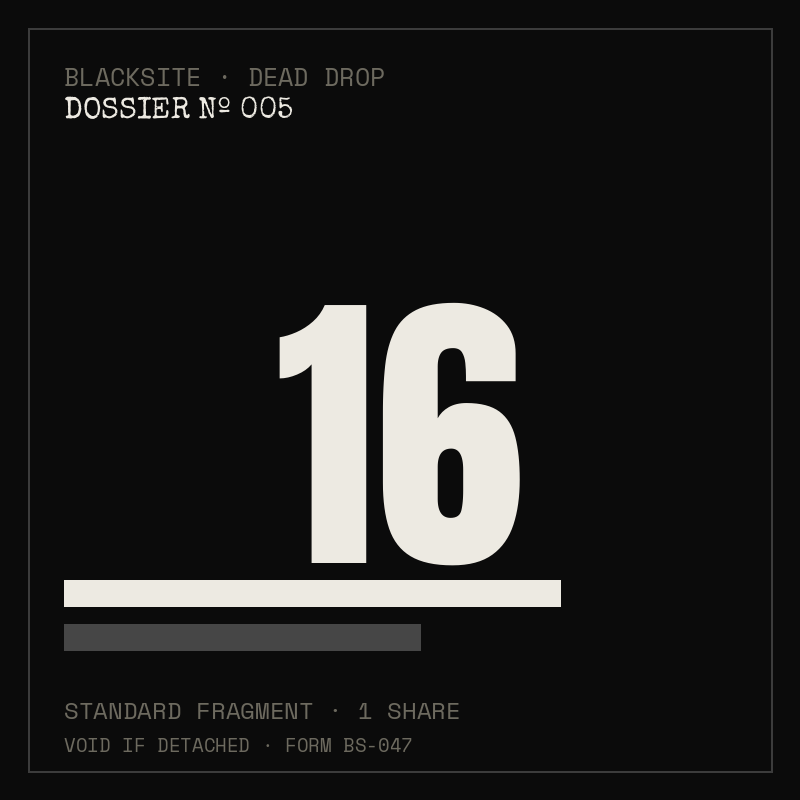 BLACKSITE · DEAD DROP
DOSSIER Nº 005
16
STANDARD FRAGMENT · 1 SHARE
VOID IF DETACHED · FORM BS-047